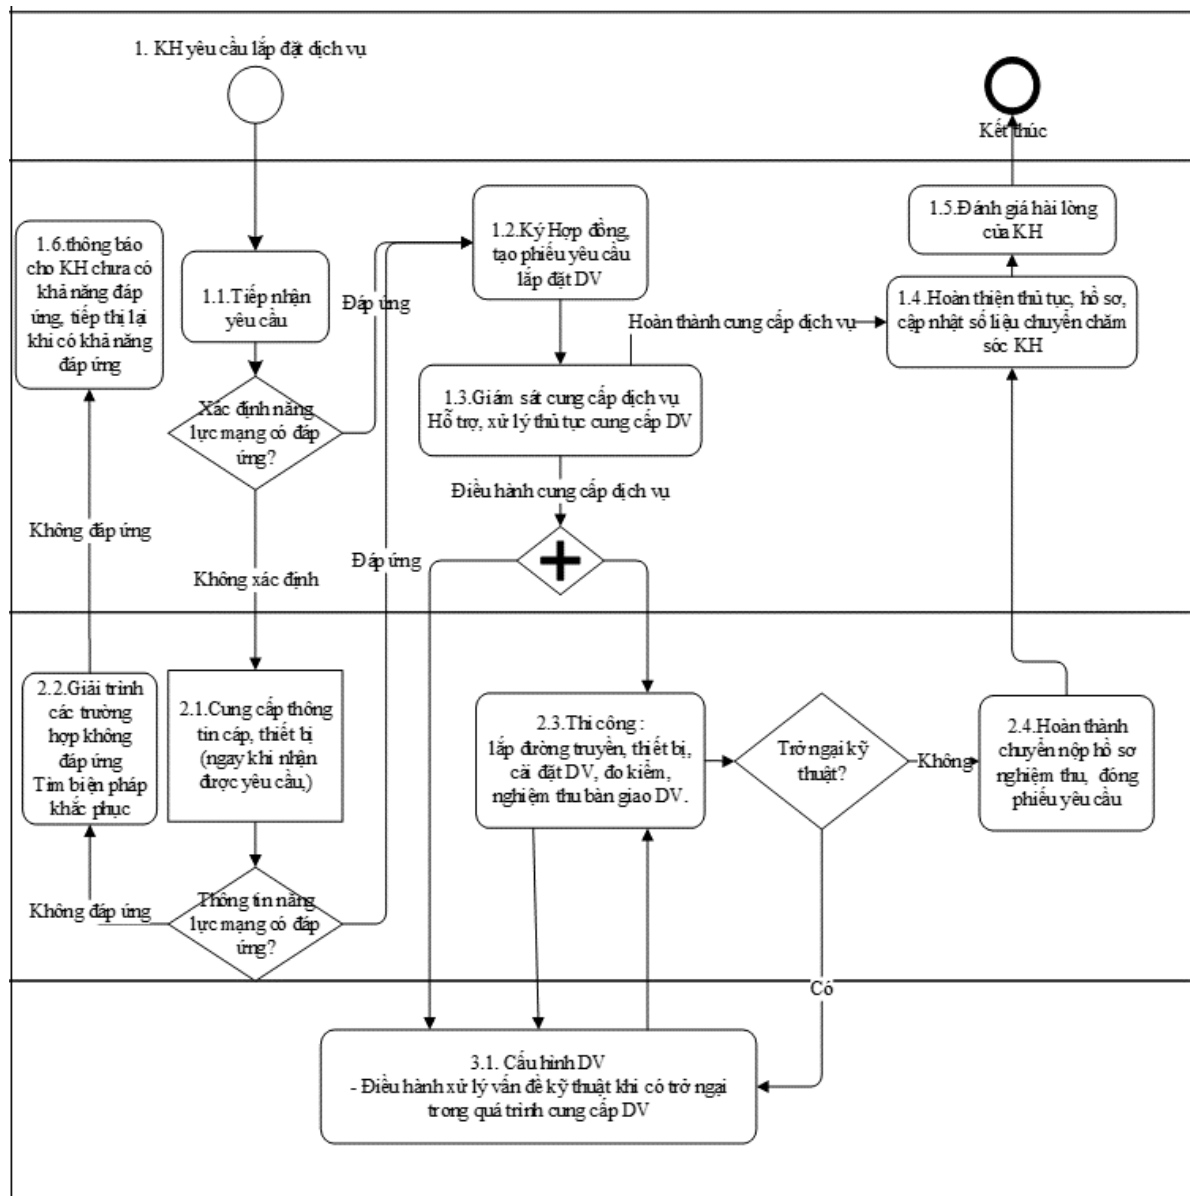 1. KH yêu cầu lắp đặt dịch vụ
Kết thúc
1.6.thông báo
cho KH chưa có
khả năng đáp
ứng, tiếp thị lại
khi có khả năng
đáp ứng
1.1.Tiếp nhận
yêu cầu
Đáp ứng
1.2.Ký Hợp đồng,
tạo phiếu yêu cầu
lắp đặt DV
1.5.Đánh giá hài lòng
của KH
Hoàn thành cung cấp dịch vụ
1.4.Hoàn thiện thủ tục, hồ sơ,
cập nhật số liệu chuyển chăm
sóc KH
Xác định năng
lực mạng có đáp
ứng?
1.3.Giám sát cung cấp dịch vụ
Hỗ trợ, xử lý thủ tục cung cấp DV
Điều hành cung cấp dịch vụ
Không đáp ứng
Không xác định
Đáp ứng
2.2.Giải trình
các trường
hợp không
đáp ứng
Tìm biện pháp
khắc phục
2.1.Cung cấp thông
tin cáp, thiết bị
(ngay khi nhận
được yêu cầu,)
2.3.Thi công :
lắp đường truyền, thiết bị,
cài đặt DV, đo kiểm,
nghiệm thu bàn giao DV.
Trở ngại kỹ
thuật?
Không
2.4.Hoàn thành
chuyển nộp hồ sơ
nghiệm thu, đóng
phiếu yêu cầu
Không đáp ứng
Thông tin năng
lực mạng có đáp
ứng?
Có
3.1. Cấu hình DV
- Điều hành xử lý vấn đề kỹ thuật khi có trở ngại
trong quá trình cung cấp DV